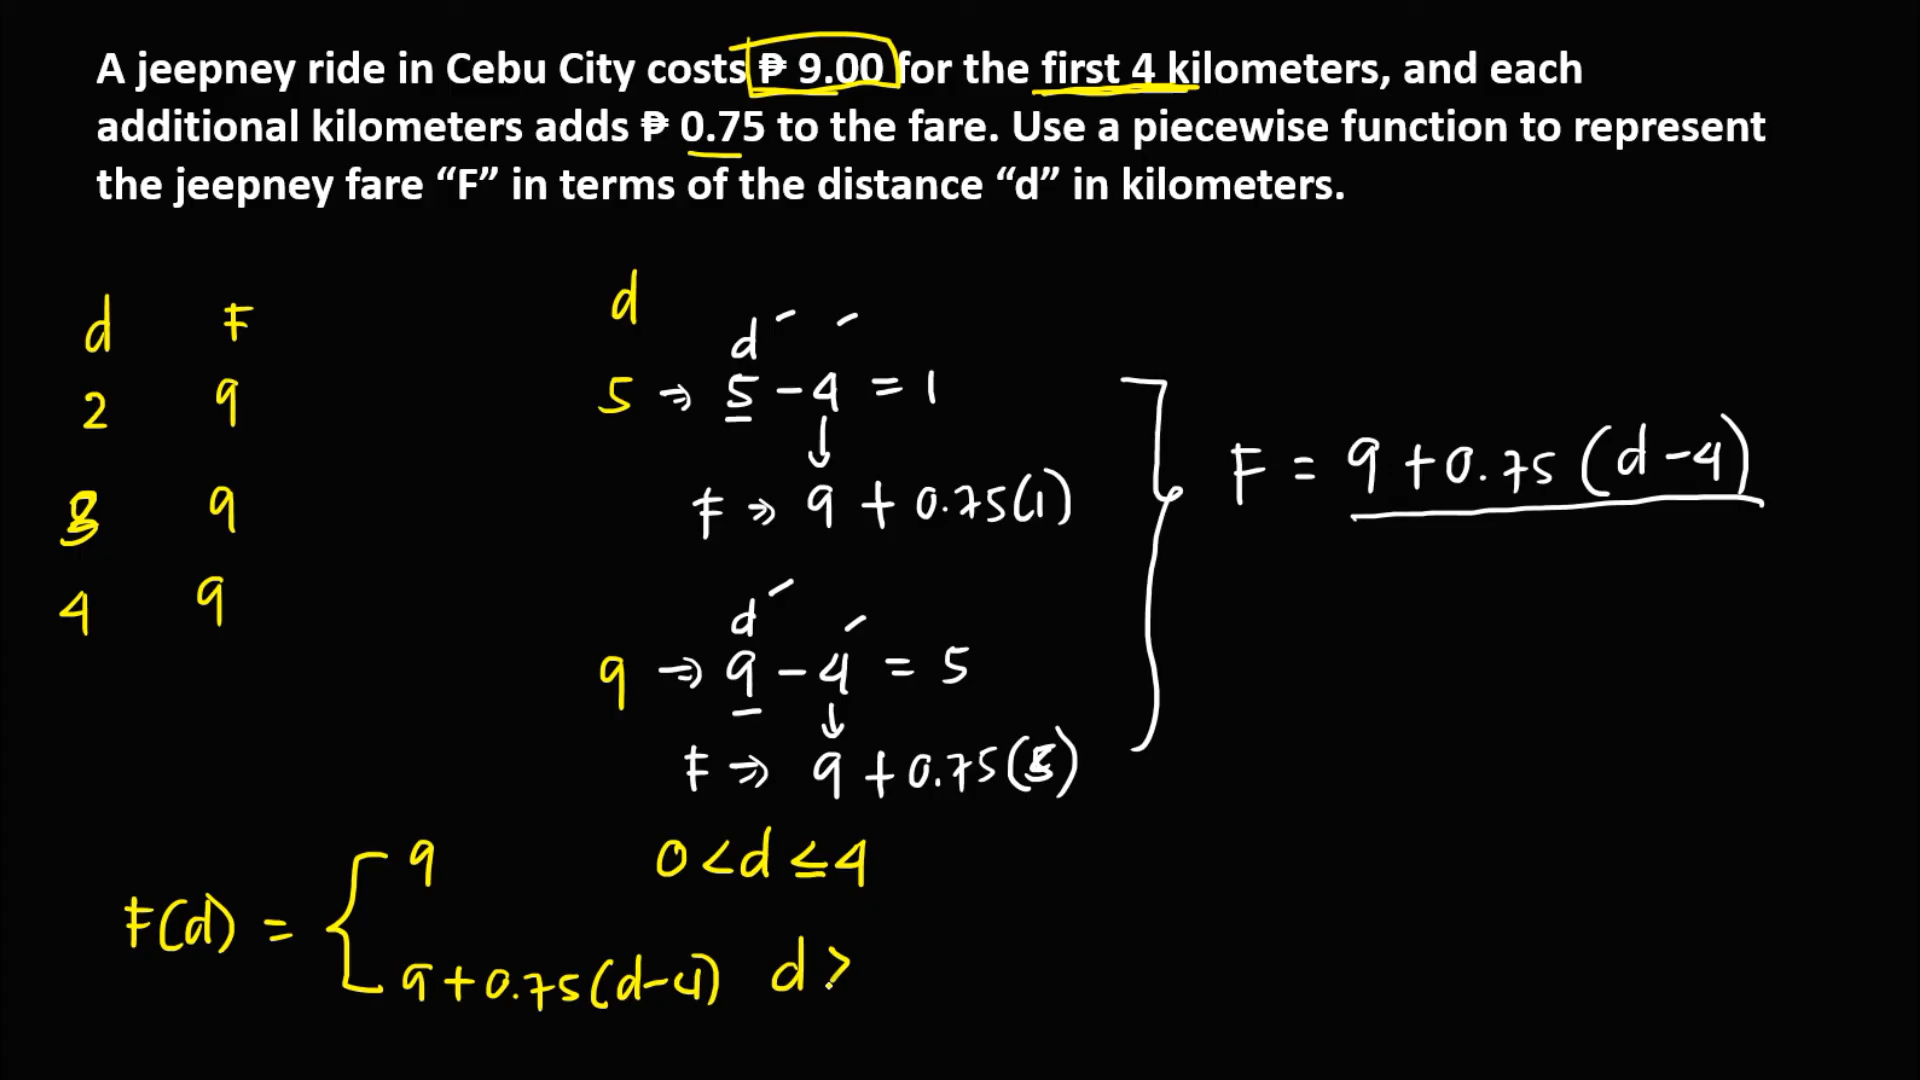 A jeepney ride in Cebu City costs ₱ 9.00 for the first 4 kilometers, and each
additional kilometers adds ₱ 0.75 to the fare. Use a piecewise function to represent
the jeepney fare “F” in terms of the distance “d” in kilometers.
d F
2 9
3 9
4 9
d
d
5 ⇒ 5 - 4 = 1
↓
F ⇒ 9 + 0.75(1)
d
9 ⇒ 9 - 4 = 5
↓
F ⇒ 9 + 0.75(5)
F = 9 + 0.75 (d - 4)
F(d) = {
9 0 < d ≤ 4
9 + 0.75 (d - 4) d >